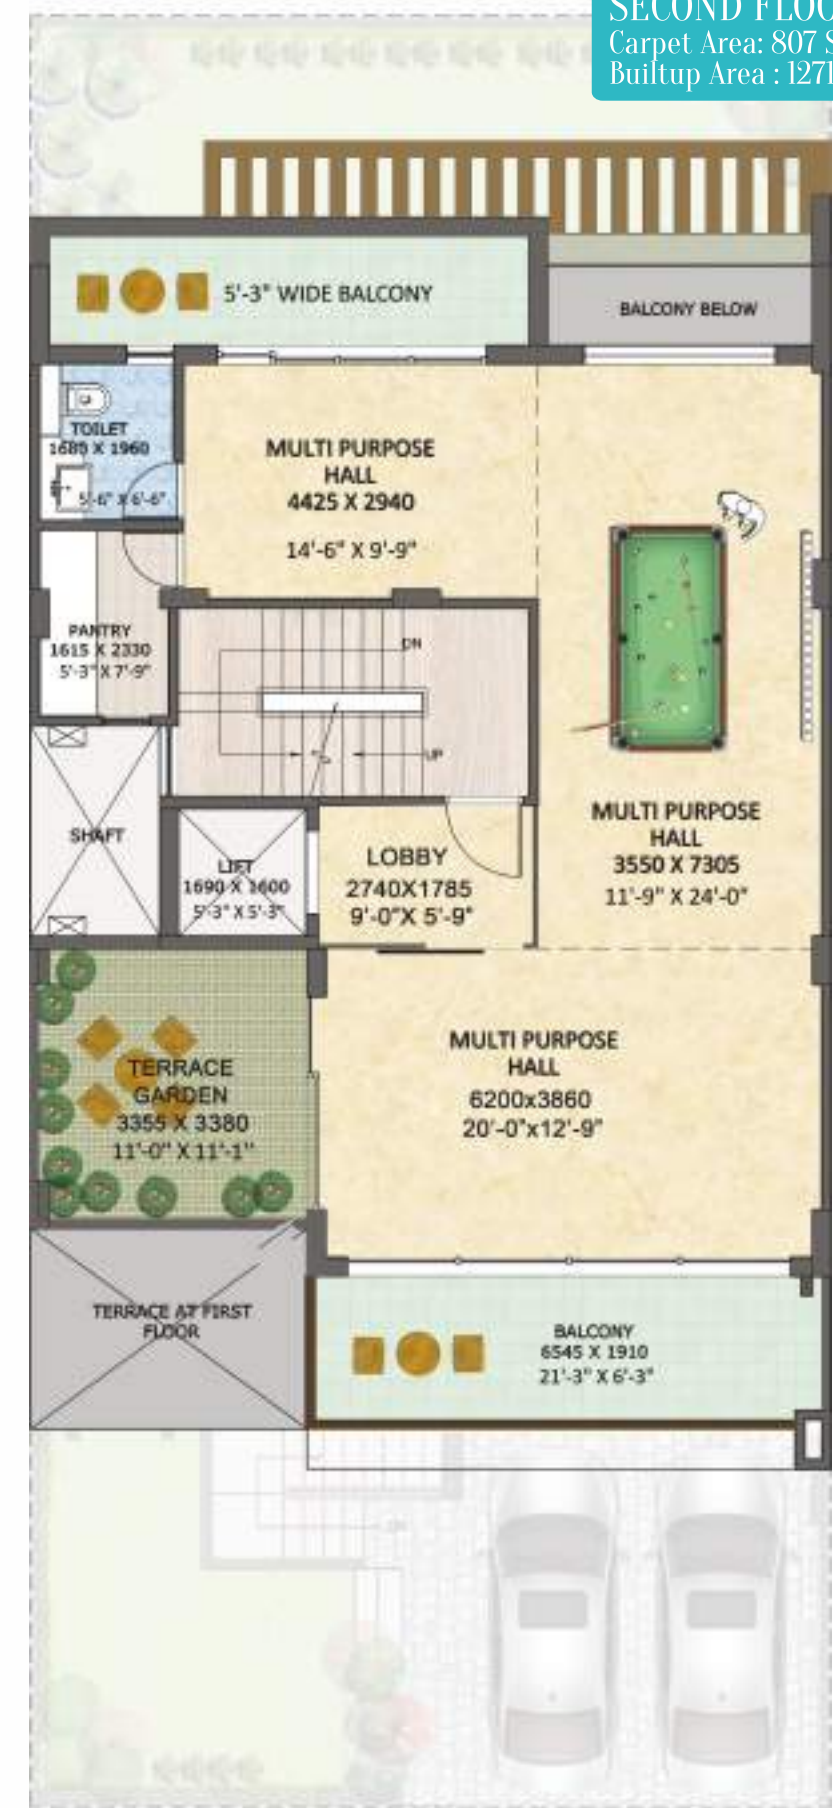 SECOND FLOO
Carpet Area: 807 S
Builtup Area : 1271
5'-3" WIDE BALCONY
BALCONY BELOW
TOILET
1680 X 1960
5'-6" X 6'-6"
MULTI PURPOSE
HALL
4425 X 2940
14'-6" X 9'-9"
PANTRY
1615 X 2330
5'-3" X 7'-9"
DN
UP
SHAFT
LIFT
1690 X 1600
5'-3" X 5'-3"
LOBBY
2740X1785
9'-0"X 5'-9"
MULTI PURPOSE
HALL
3550 X 7305
11'-9" X 24'-0"
MULTI PURPOSE
HALL
6200x3860
20'-0"x12'-9"
TERRACE
GARDEN
3355 X 3380
11'-0" X 11'-1"
TERRACE AT FIRST
FLOOR
BALCONY
6545 X 1910
21'-3" X 6'-3"